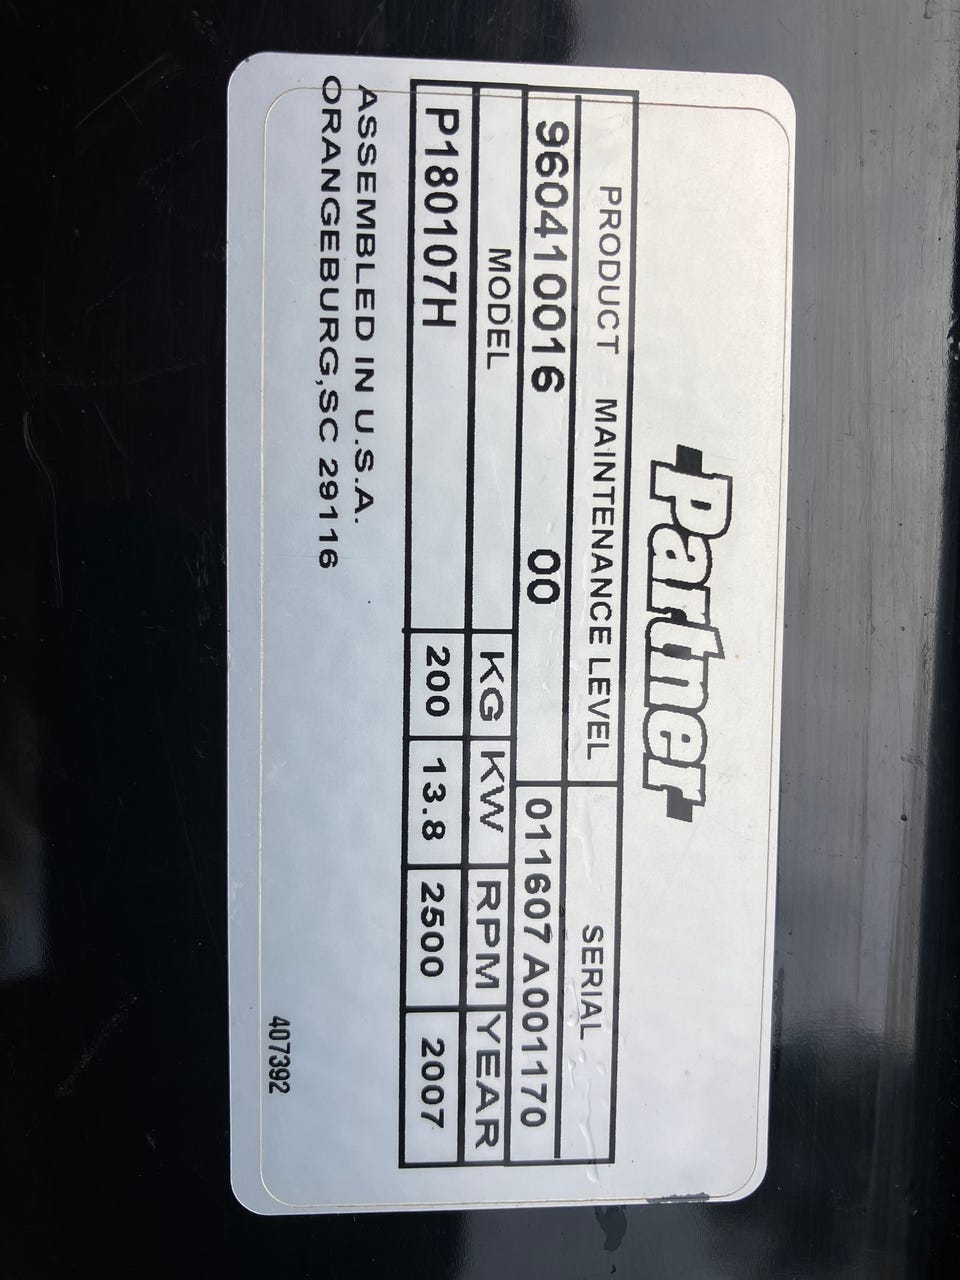 Partner
PRODUCT MAINTENANCE LEVEL SERIAL
960410016 00 011607A001170
MODEL KG KW RPM YEAR
P180107H 200 13.8 2500 2007
ASSEMBLED IN U.S.A.
ORANGEBURG,SC 29116
407392